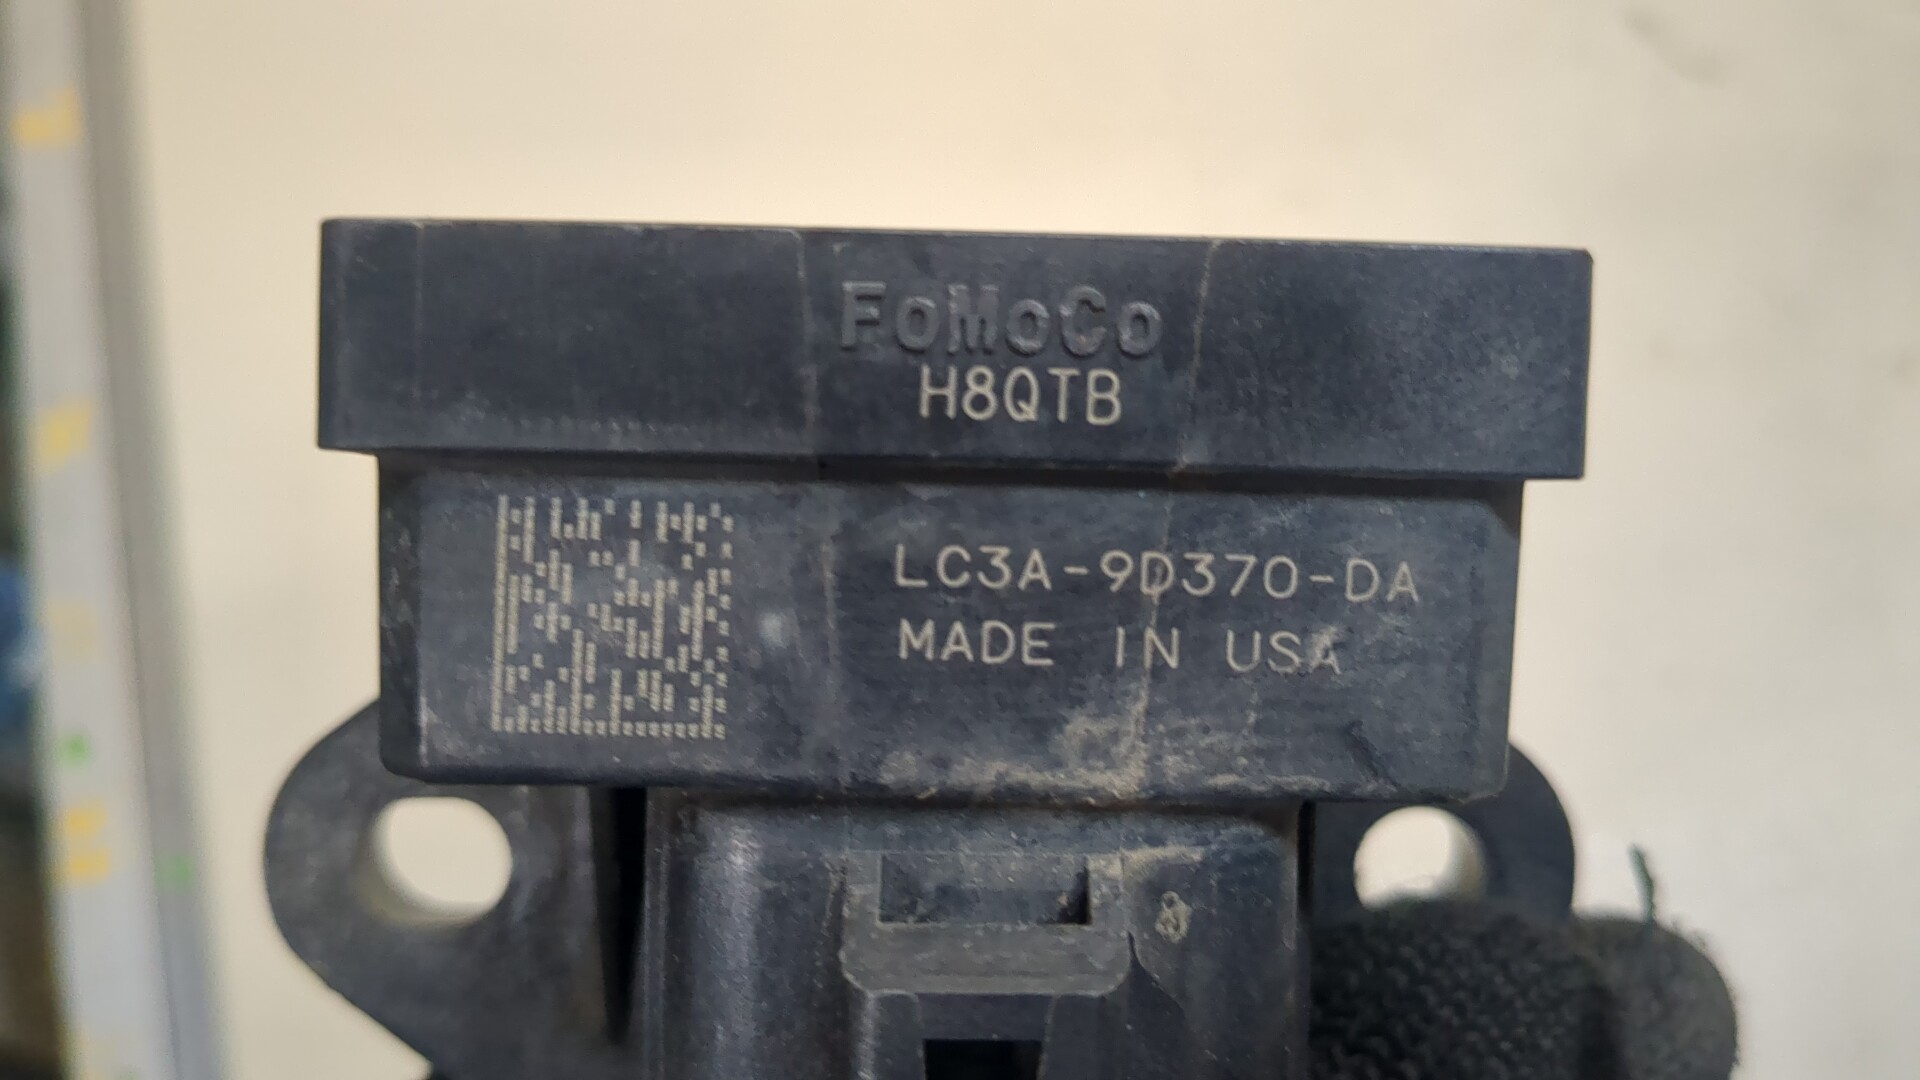 FoMoCo
H8QTB
LC3A-9D370-DA
MADE IN USA